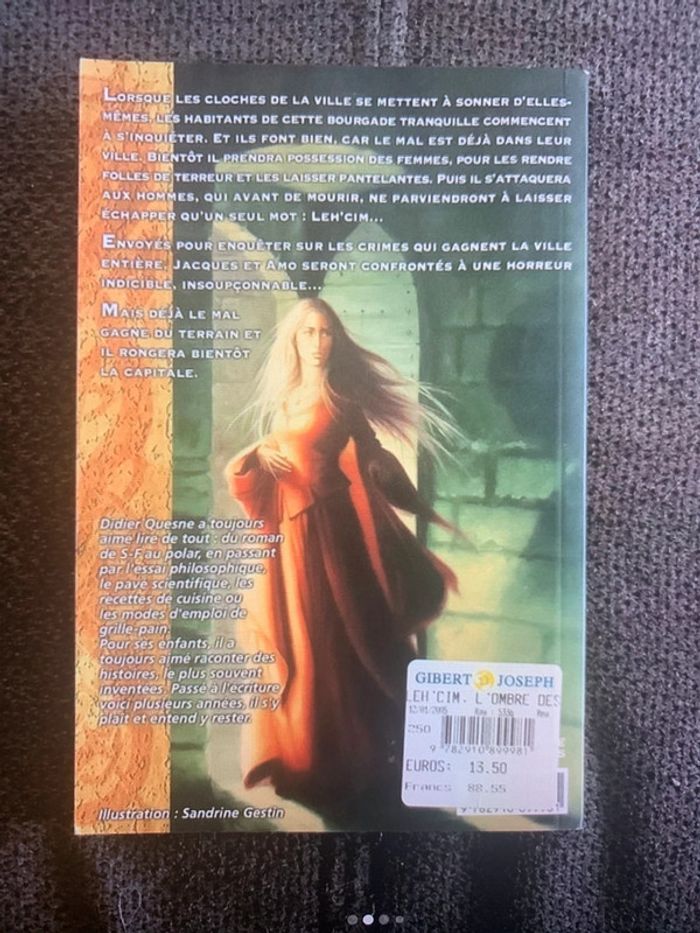 LORSQUE LES CLOCHES DE LA VILLE SE METTENT À SONNER D'ELLES-
MÊMES, LES HABITANTS DE CETTE BOURGADE TRANQUILLE COMMENCENT
À S'INQUIÉTER. ET ILS FONT BIEN, CAR LE MAL EST DÉJÀ DANS LEUR
VILLE. BIENTÔT IL PRENDRA POSSESSION DES FEMMES, POUR LES RENDRE
FOLLES DE TERREUR ET LES LAISSER PANTELANTES. PUIS IL S'ATTAQUERA
AUX HOMMES, QUI AVANT DE MOURIR, NE PARVIENDRONT À LAISSER
ÉCHAPPER QU'UN SEUL MOT : LEH'CIM...
ENVOYÉS POUR ENQUÊTER SUR LES CRIMES QUI GAGNENT LA VILLE
ENTIÈRE, JACQUES ET AMO SERONT CONFRONTÉS À UNE HORREUR
INDICIBLE, INSOUPÇONNABLE...
MAIS DÉJÀ LE MAL
GAGNE DU TERRAIN ET
IL RONGERA BIENTÔT
LA CAPITALE.
Didier Quesne a toujours
aimé lire de tout : du roman
de S-F au polar, en passant
par l'essai philosophique,
le pavé scientifique, les
recettes de cuisine ou
les modes d'emploi de
grille-pain.
Pour ses enfants, il a
toujours aimé raconter des
histoires, le plus souvent
inventées. Passé à l'écriture
voici plusieurs années, il s'y
plaît et entend y rester.
Illustration : Sandrine Gestin
GIBERT JOSEPH
LEH'CIM. L'OMBRE DES
12/01/2005
250
9 782910 899981
EUROS: 13.50
Francs 88.55